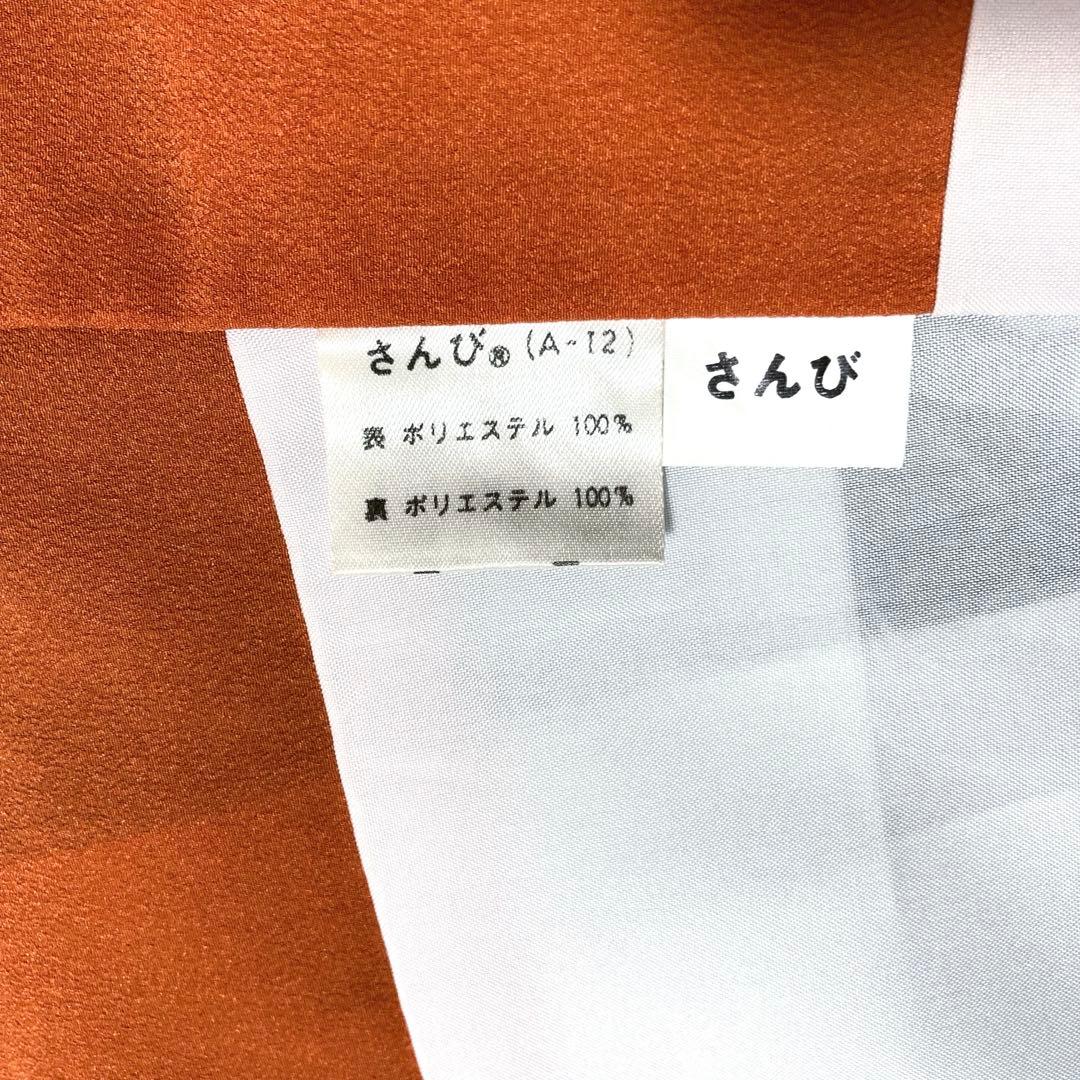 さんび®(A-12)
表 ポリエステル 100%
裏 ポリエステル 100%
さんび